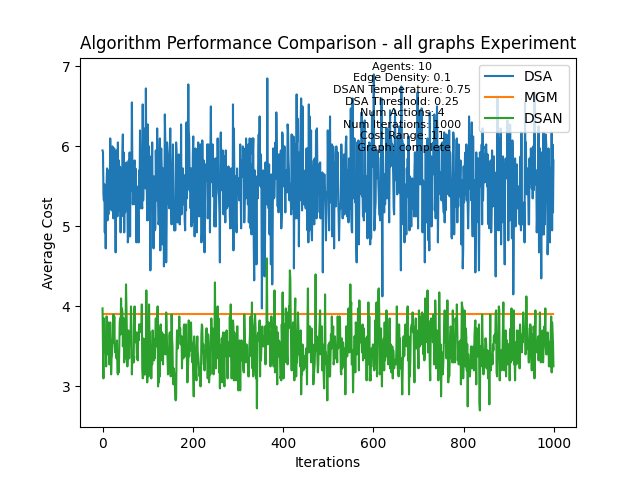 Algorithm Performance Comparison - all graphs Experiment
Agents: 10
Edge Density: 0.1
DSAN Temperature: 0.75
DSA Threshold: 0.25
Num Actions: 4
Num Iterations: 1000
Cost Range: 11
Graph: complete
DSA
MGM
DSAN
7
6
5
4
3
Average Cost
0
200
400
600
800
1000
Iterations